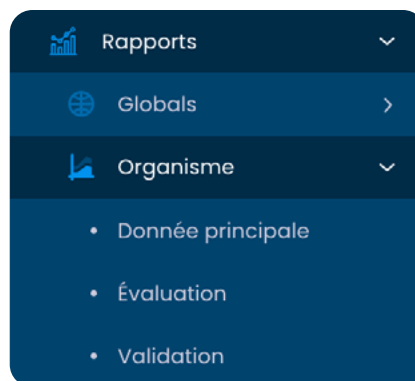 Rapports
Globals
Organisme
• Donnée principale
• Évaluation
• Validation